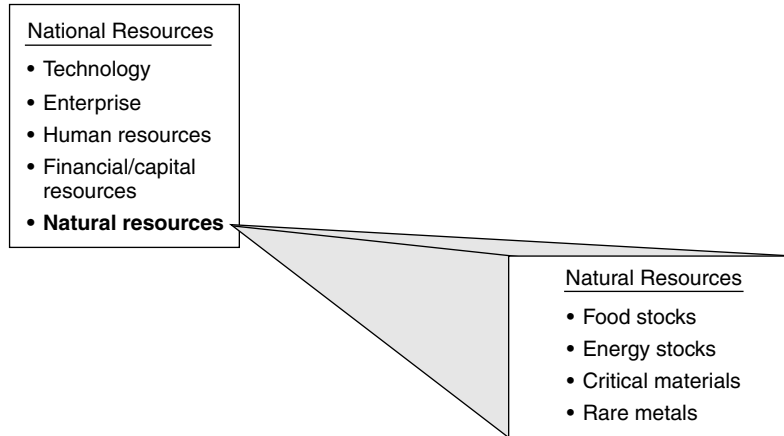 National Resources
• Technology
• Enterprise
• Human resources
• Financial/capital
resources
• Natural resources
Natural Resources
• Food stocks
• Energy stocks
• Critical materials
• Rare metals